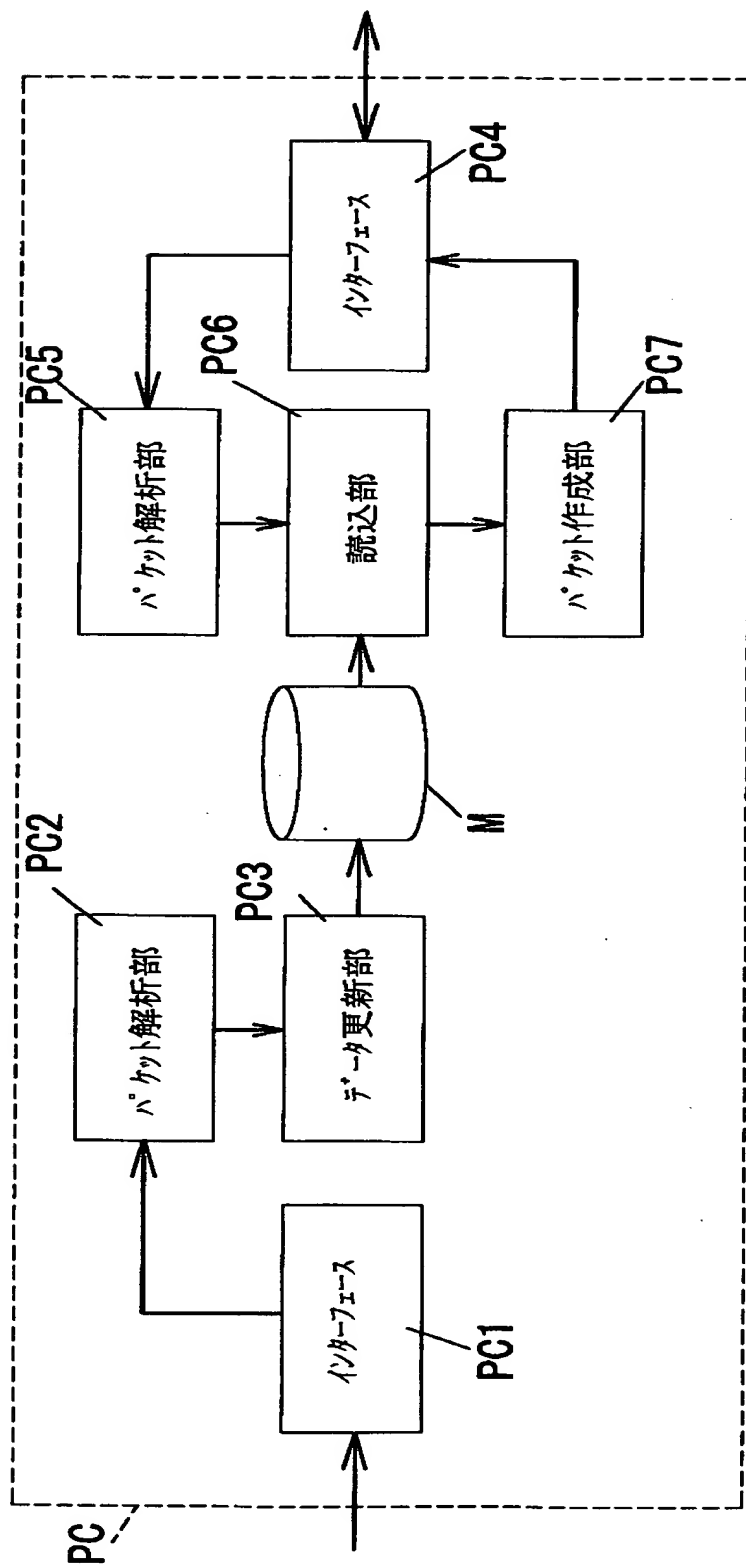 PC
インターフェース
PC1
パケット解析部
PC2
データ更新部
PC3
M
読込部
PC6
パケット解析部
PC5
パケット作成部
PC7
インターフェース
PC4